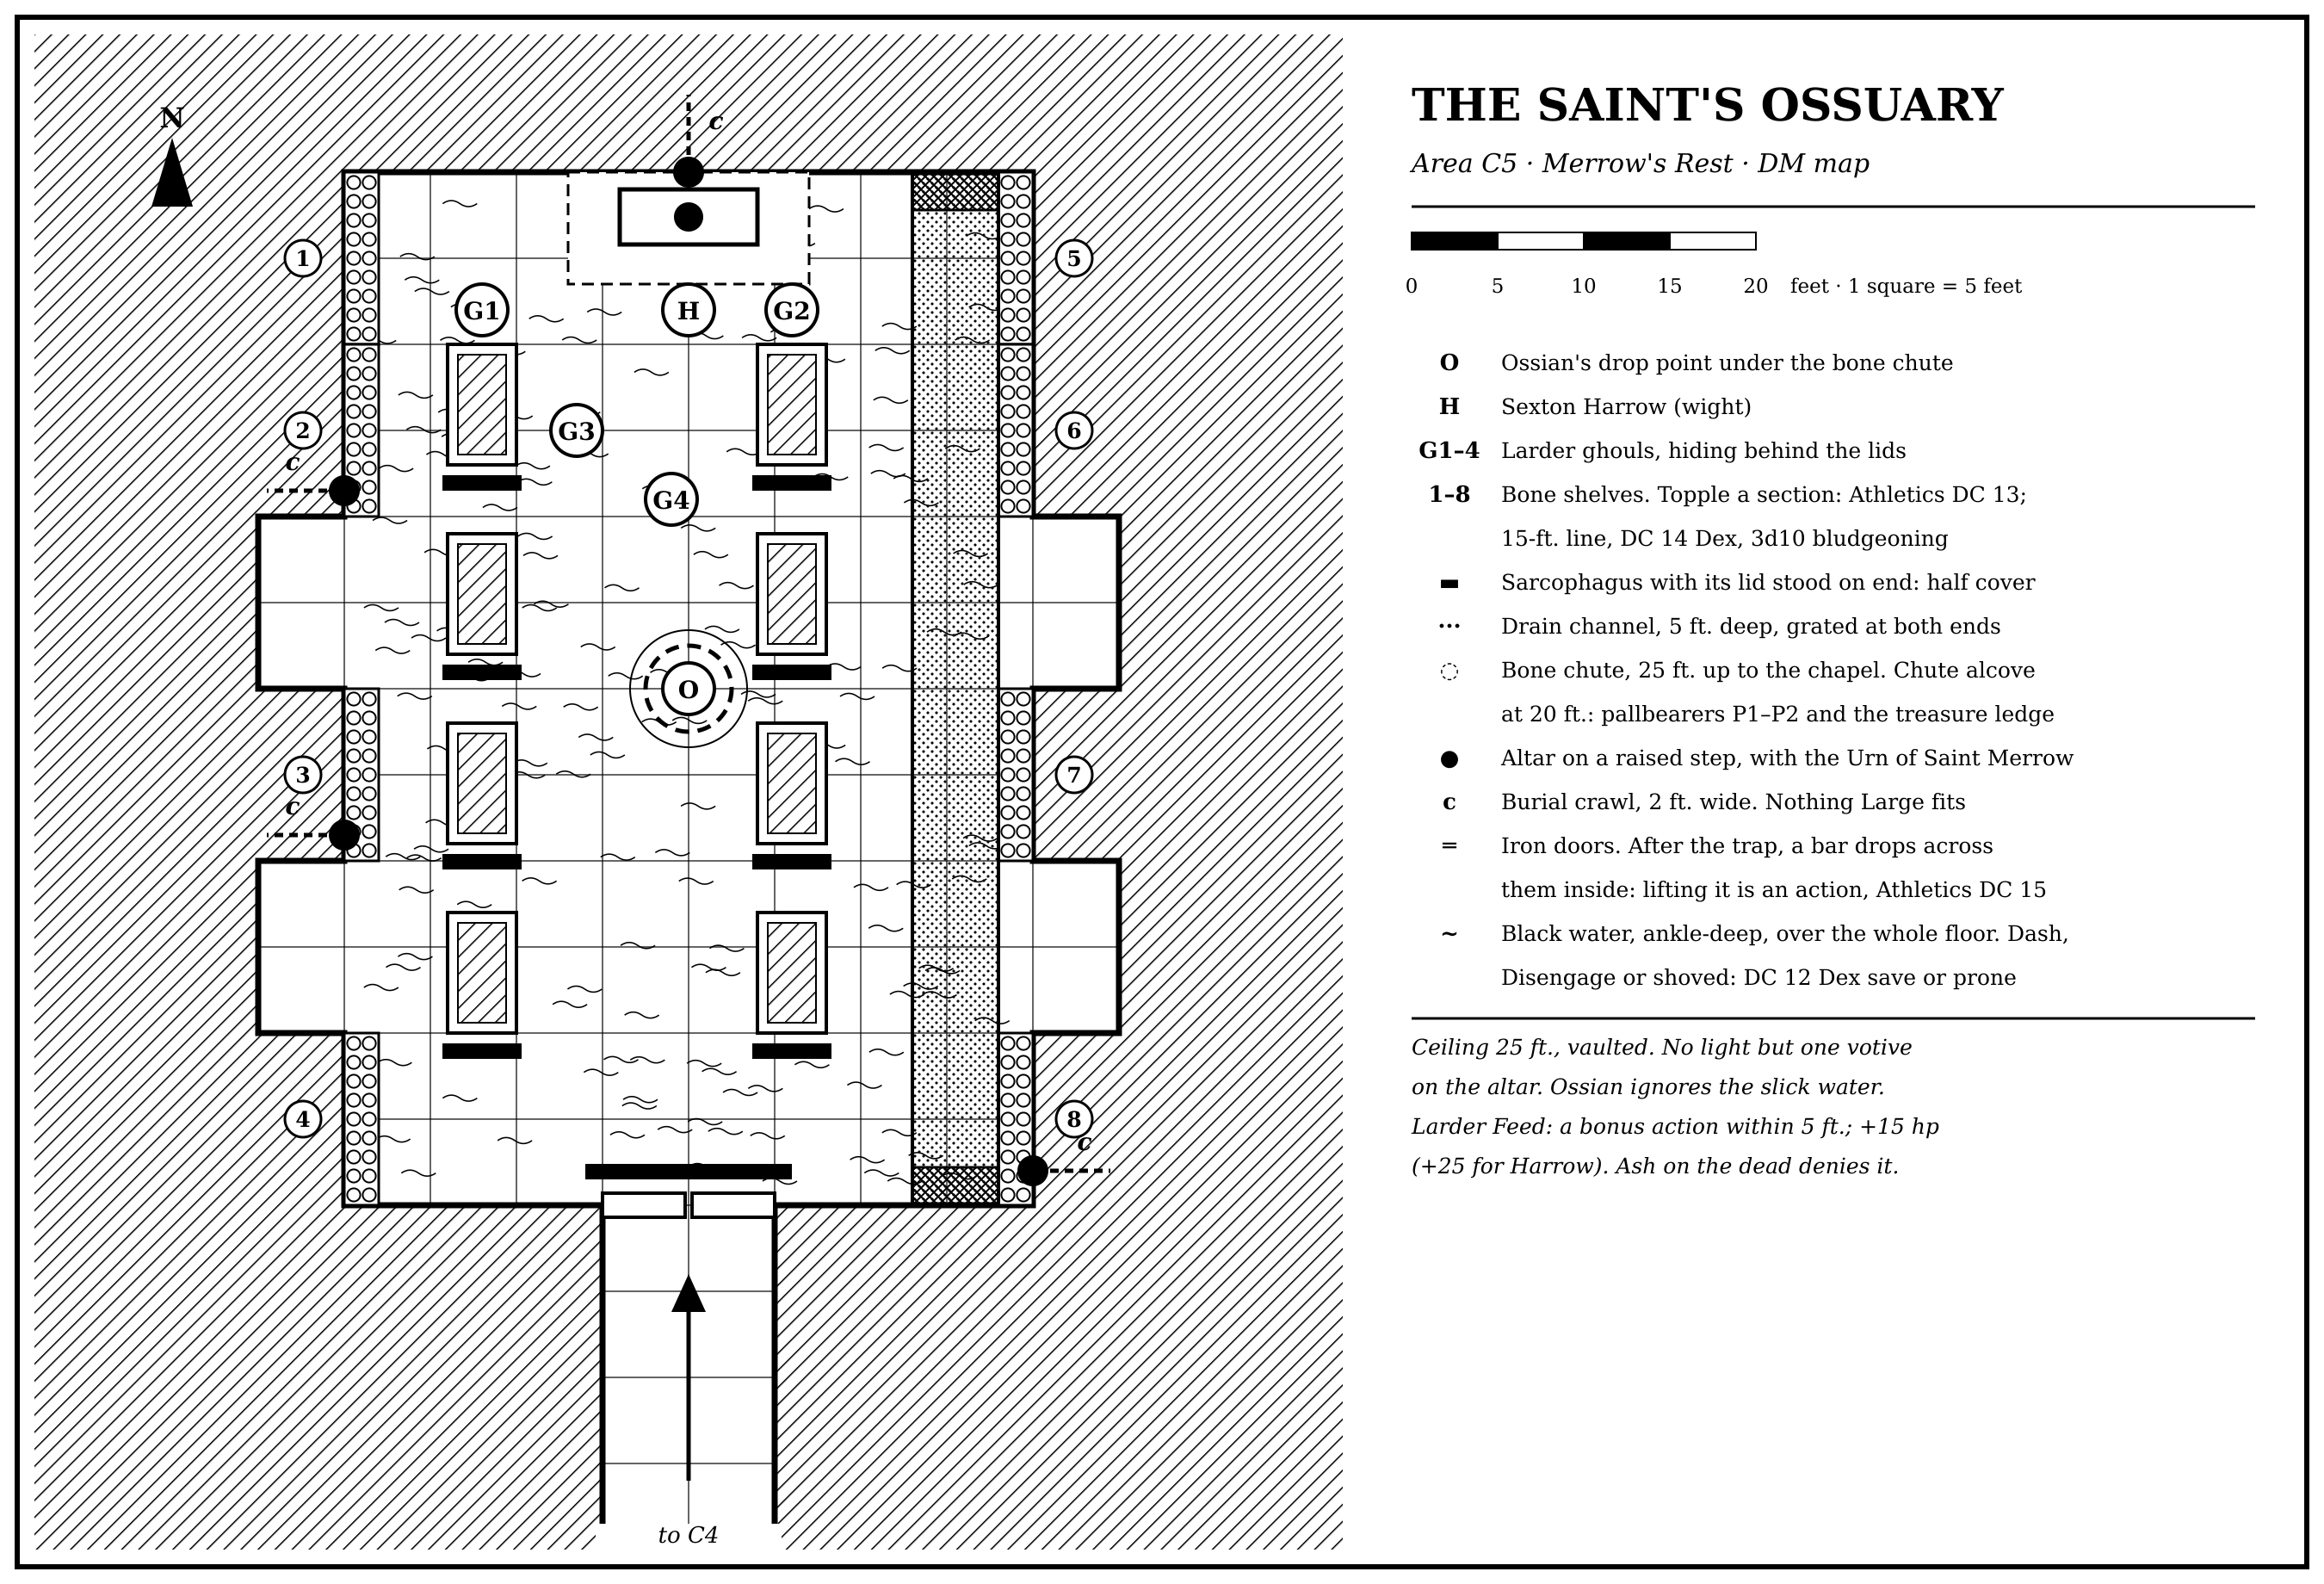 N
c
1
5
G1
H
G2
2
6
G3
c
G4
O
3
7
c
4
8
c
to C4
THE SAINT'S OSSUARY
Area C5 · Merrow's Rest · DM map
0 5 10 15 20 feet · 1 square = 5 feet
O Ossian's drop point under the bone chute
H Sexton Harrow (wight)
G1–4 Larder ghouls, hiding behind the lids
1–8 Bone shelves. Topple a section: Athletics DC 13;
15-ft. line, DC 14 Dex, 3d10 bludgeoning
Sarcophagus with its lid stood on end: half cover
Drain channel, 5 ft. deep, grated at both ends
Bone chute, 25 ft. up to the chapel. Chute alcove
at 20 ft.: pallbearers P1–P2 and the treasure ledge
Altar on a raised step, with the Urn of Saint Merrow
c Burial crawl, 2 ft. wide. Nothing Large fits
= Iron doors. After the trap, a bar drops across
them inside: lifting it is an action, Athletics DC 15
~ Black water, ankle-deep, over the whole floor. Dash,
Disengage or shoved: DC 12 Dex save or prone
Ceiling 25 ft., vaulted. No light but one votive
on the altar. Ossian ignores the slick water.
Larder Feed: a bonus action within 5 ft.; +15 hp
(+25 for Harrow). Ash on the dead denies it.